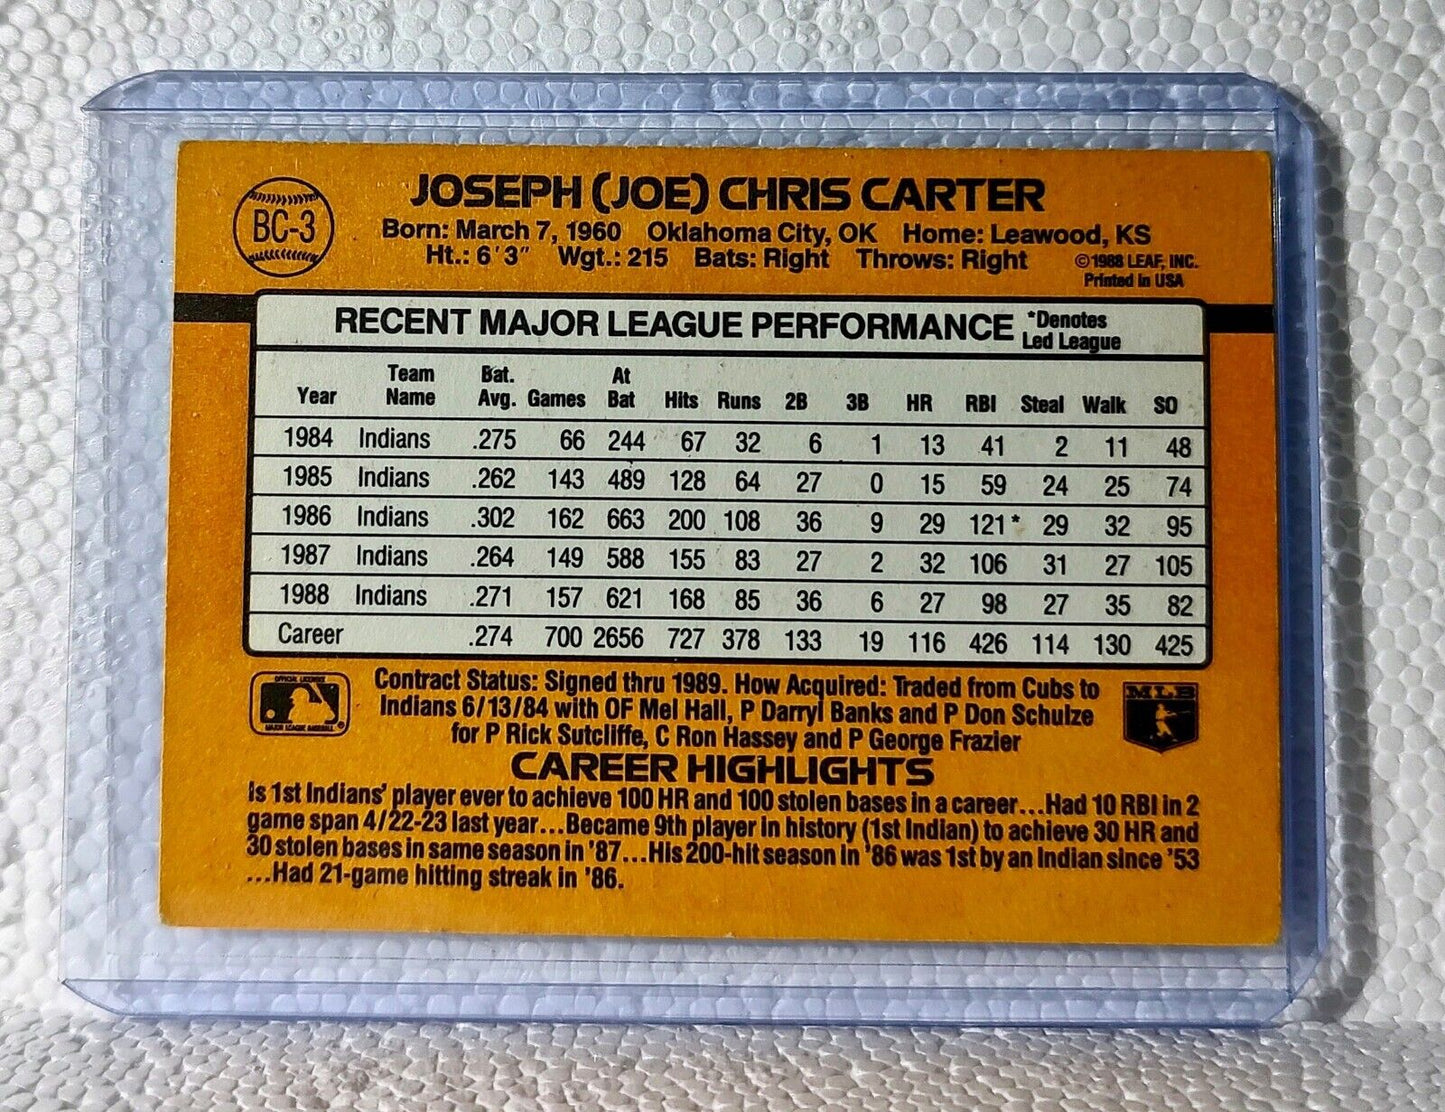 BC-3
JOSEPH (JOE) CHRIS CARTER
Born: March 7, 1960 Oklahoma City, OK Home: Leawood, KS
Ht.: 6'3" Wgt.: 215 Bats: Right Throws: Right
©1988 LEAF, INC.
Printed in USA
RECENT MAJOR LEAGUE PERFORMANCE *Denotes Led League
Year Team Name Bat. Avg. Games At Bat Hits Runs 2B 3B HR RBI Steal Walk SO
1984 Indians .275 66 244 67 32 6 1 13 41 2 11 48
1985 Indians .262 143 489 128 64 27 0 15 59 24 25 74
1986 Indians .302 162 663 200 108 36 9 29 121* 29 32 95
1987 Indians .264 149 588 155 83 27 2 32 106 31 27 105
1988 Indians .271 157 621 168 85 36 6 27 98 27 35 82
Career .274 700 2656 727 378 133 19 116 426 114 130 425
OFFICIAL LICENSEE
MAJOR LEAGUE BASEBALL
Contract Status: Signed thru 1989. How Acquired: Traded from Cubs to
Indians 6/13/84 with OF Mel Hall, P Darryl Banks and P Don Schulze
for P Rick Sutcliffe, C Ron Hassey and P George Frazier
MLB
CAREER HIGHLIGHTS
Is 1st Indians' player ever to achieve 100 HR and 100 stolen bases in a career...Had 10 RBI in 2
game span 4/22-23 last year...Became 9th player in history (1st Indian) to achieve 30 HR and
30 stolen bases in same season in '87...His 200-hit season in '86 was 1st by an Indian since '53
...Had 21-game hitting streak in '86.